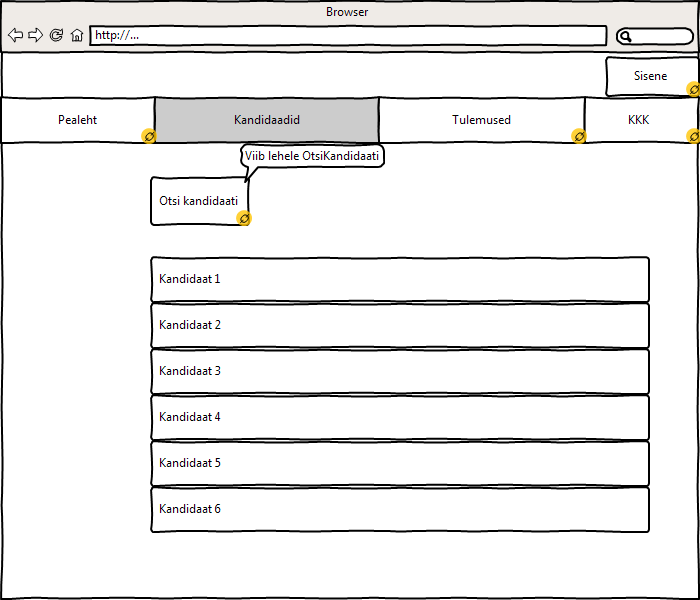 Browser
http://...
Sisene
Pealeht
Kandidaadid
Tulemused
KKK
Viib lehele OtsiKandidaati
Otsi kandidaati
Kandidaat 1
Kandidaat 2
Kandidaat 3
Kandidaat 4
Kandidaat 5
Kandidaat 6